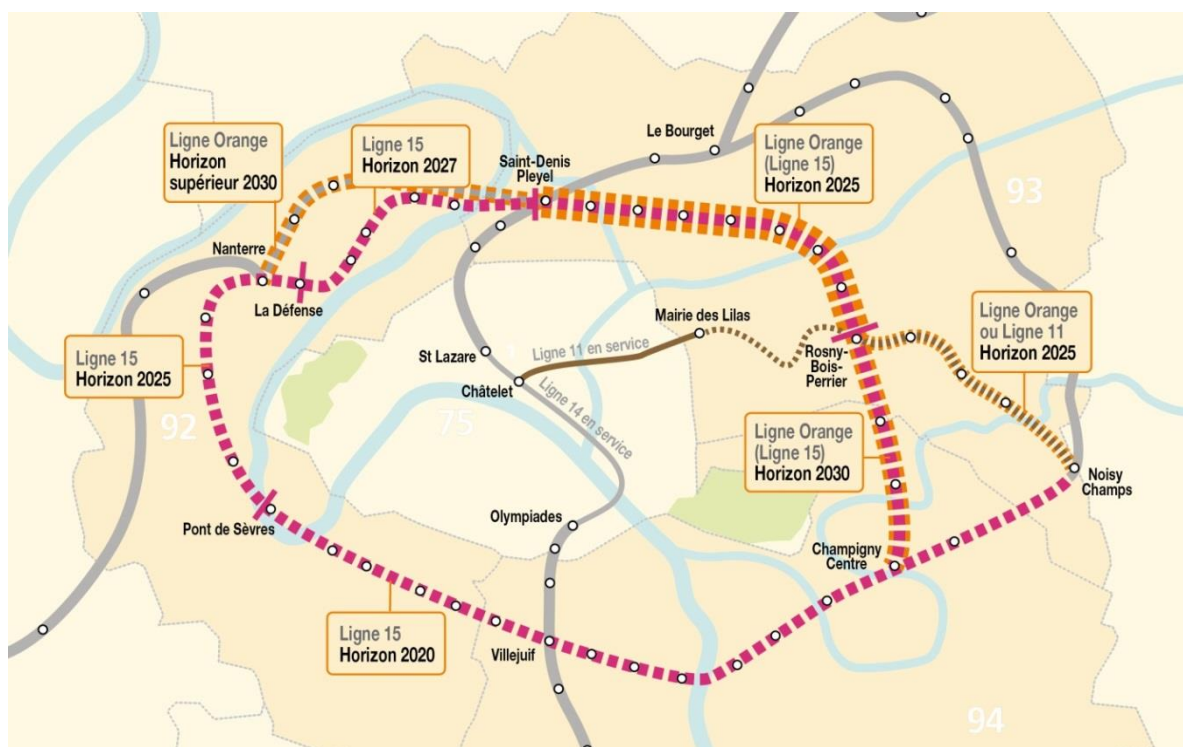 Ligne Orange
Horizon
supérieur 2030
Ligne 15
Horizon 2027
Saint-Denis
Pleyel
Le Bourget
Ligne Orange
(Ligne 15)
Horizon 2025
93
Nanterre
La Défense
Mairie des Lilas
Ligne Orange
ou Ligne 11
Horizon 2025
Ligne 15
Horizon 2025
St Lazare
Ligne 11 en service
Rosny-
Bois-
Perrier
Châtelet
Ligne 14 en service
92
75
Ligne Orange
(Ligne 15)
Horizon 2030
Noisy
Champs
Pont de Sèvres
Olympiades
Champigny
Centre
Ligne 15
Horizon 2020
Villejuif
94